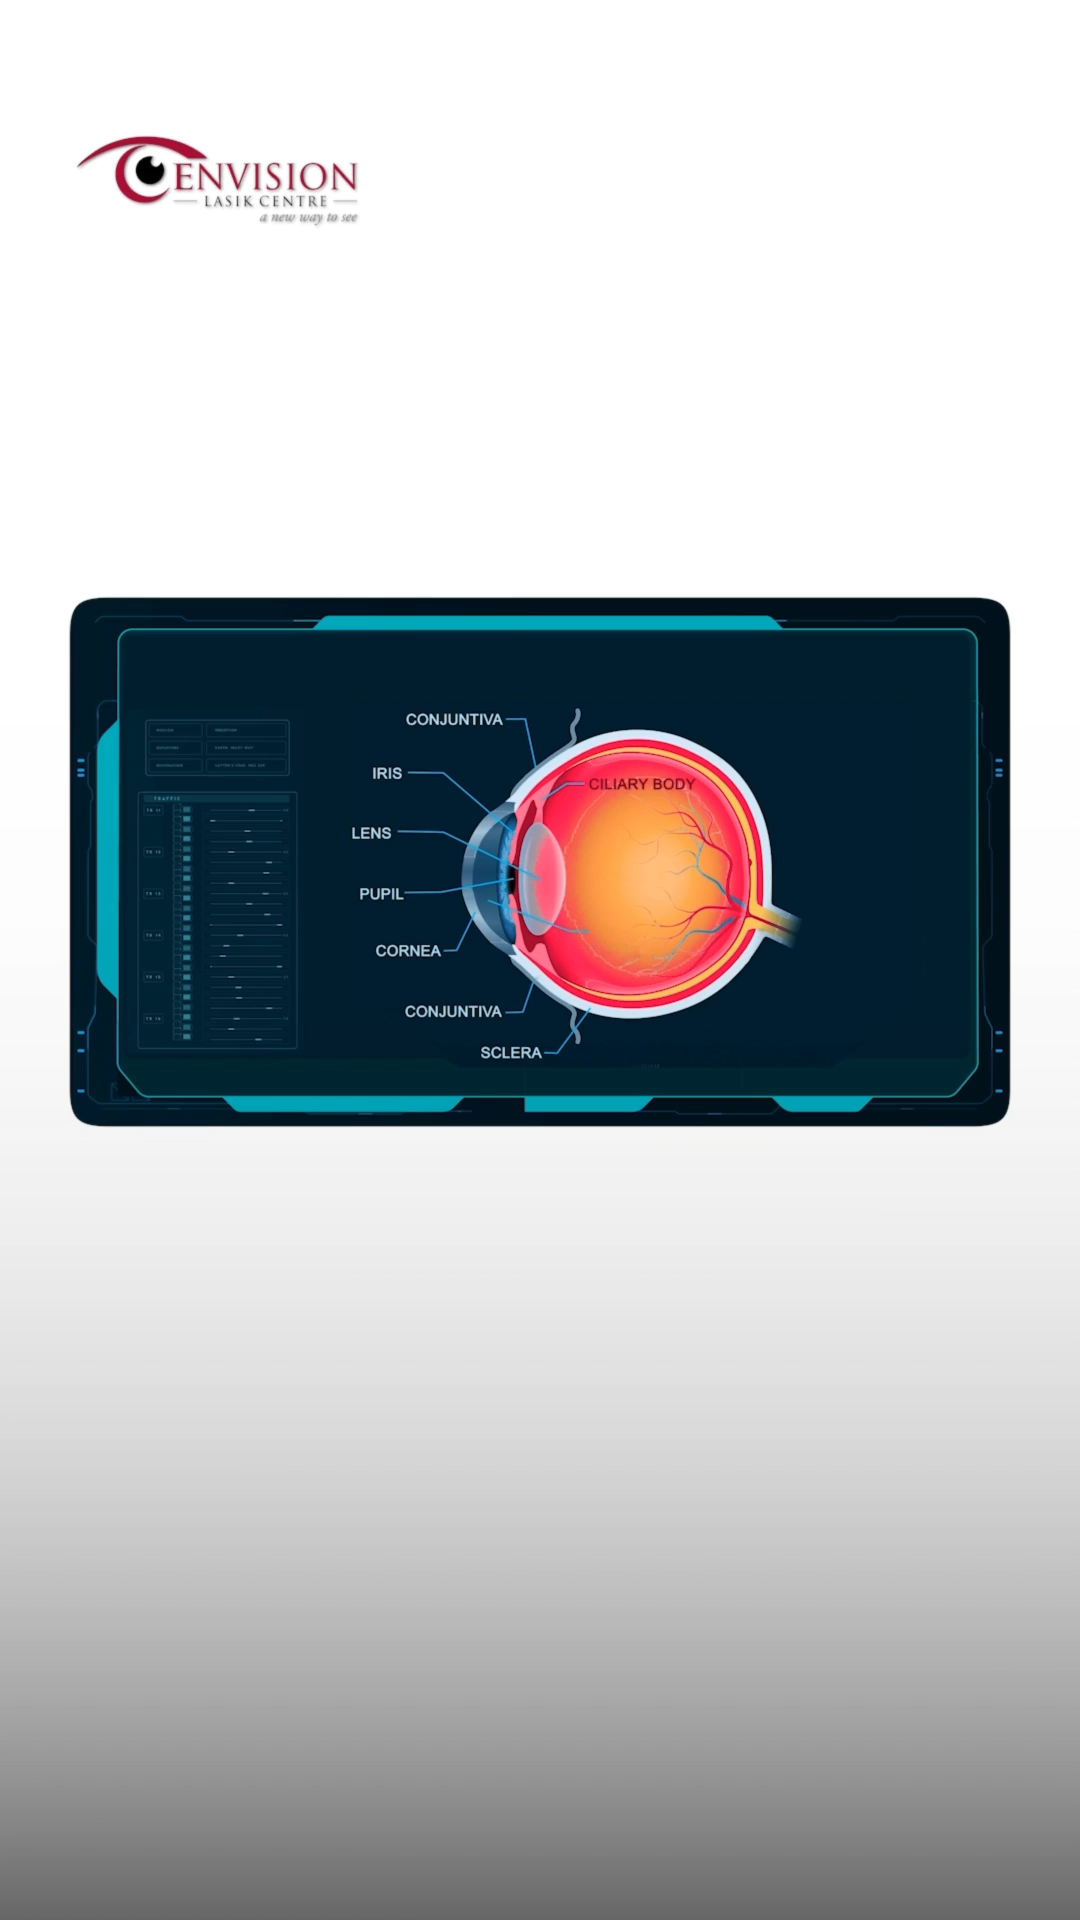 ENVISION
LASIK CENTRE
a new way to see
CONJUNTIVA
IRIS
CILIARY BODY
LENS
PUPIL
CORNEA
CONJUNTIVA
SCLERA
TRAFFIC